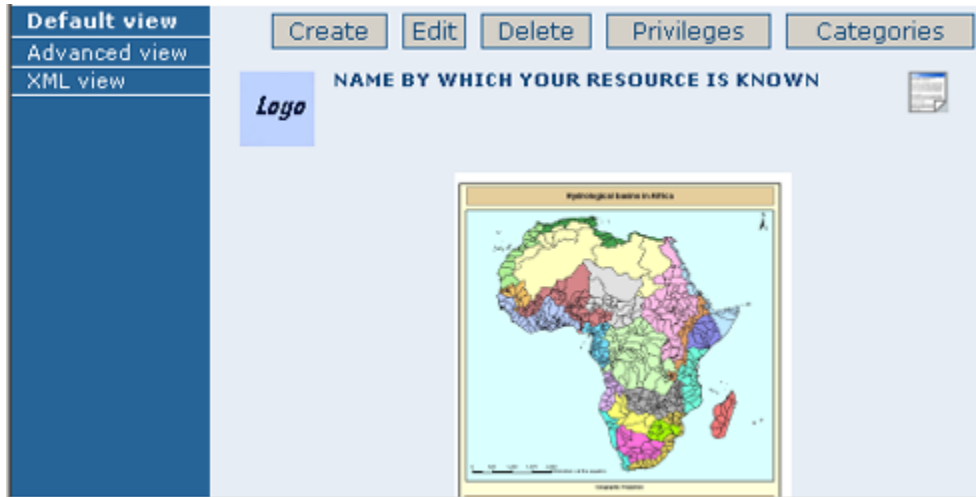 Default view
Advanced view
XML view
Create Edit Delete Privileges Categories
Logo
NAME BY WHICH YOUR RESOURCE IS KNOWN
Hydrological basins in Africa